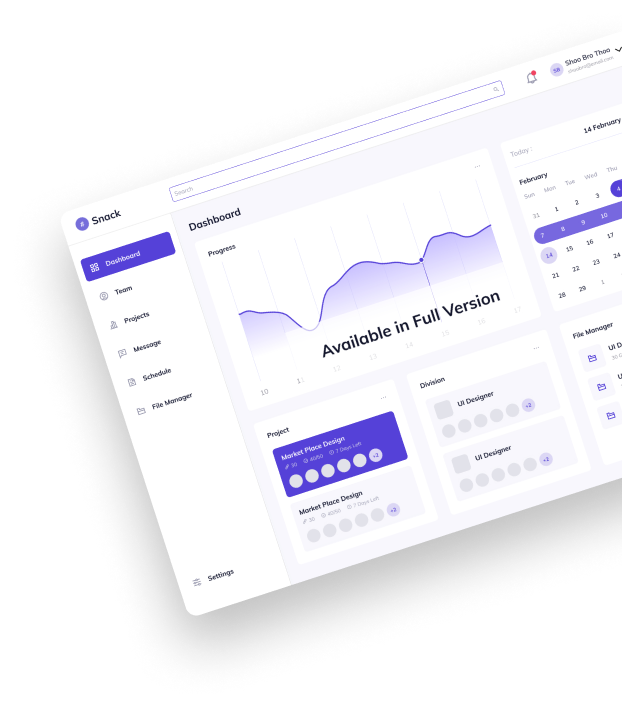 Snack
Search
SB
Shoo Bro Thoo
shoobro@email.com
Dashboard
Team
Projects
Message
Schedule
File Manager
Settings
Dashboard
Progress
10 11 12 13 14 15 16 17
Available in Full Version
Project
Market Place Design
30 40/50 7 Days Left
+2
Market Place Design
30 40/50 7 Days Left
+2
Division
UI Designer
+2
UI Designer
+2
Today :
14 February
February
Sun Mon Tue Wed Thu
31 1 2 3 4
7 8 9 10
14 15 16 17
21 22 23 24
28 29 1
File Manager
UI D
30 G